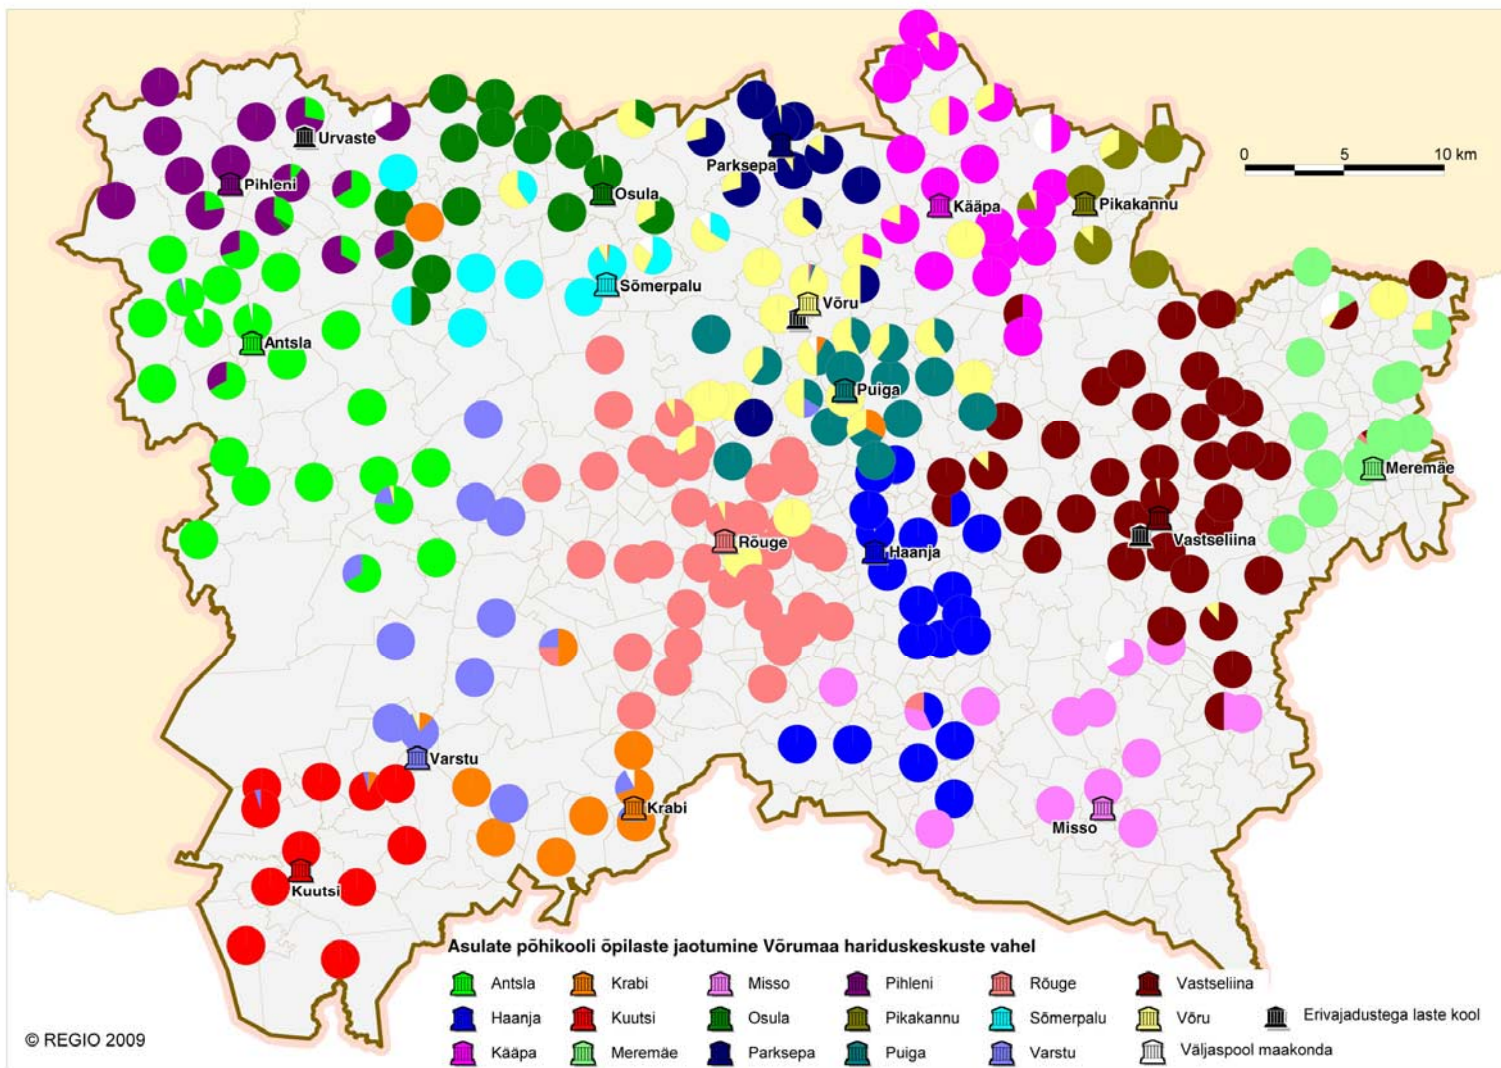 Urvaste
Pihleni
Osula
Parksepa
Kääpa
Pikakannu
0 5 10 km
Sõmerpalu
Võru
Antsla
Puiga
Meremäe
Rõuge
Haanja
Vastseliina
Varstu
Krabi
Misso
Kuutsi
Asulate põhikooli õpilaste jaotumine Võrumaa hariduskeskuste vahel
Antsla Krabi Misso Pihleni Rõuge Vastseliina
Haanja Kuutsi Osula Pikakannu Sõmerpalu Võru Erivajadustega laste kool
Kääpa Meremäe Parksepa Puiga Varstu Väljaspool maakonda
© REGIO 2009